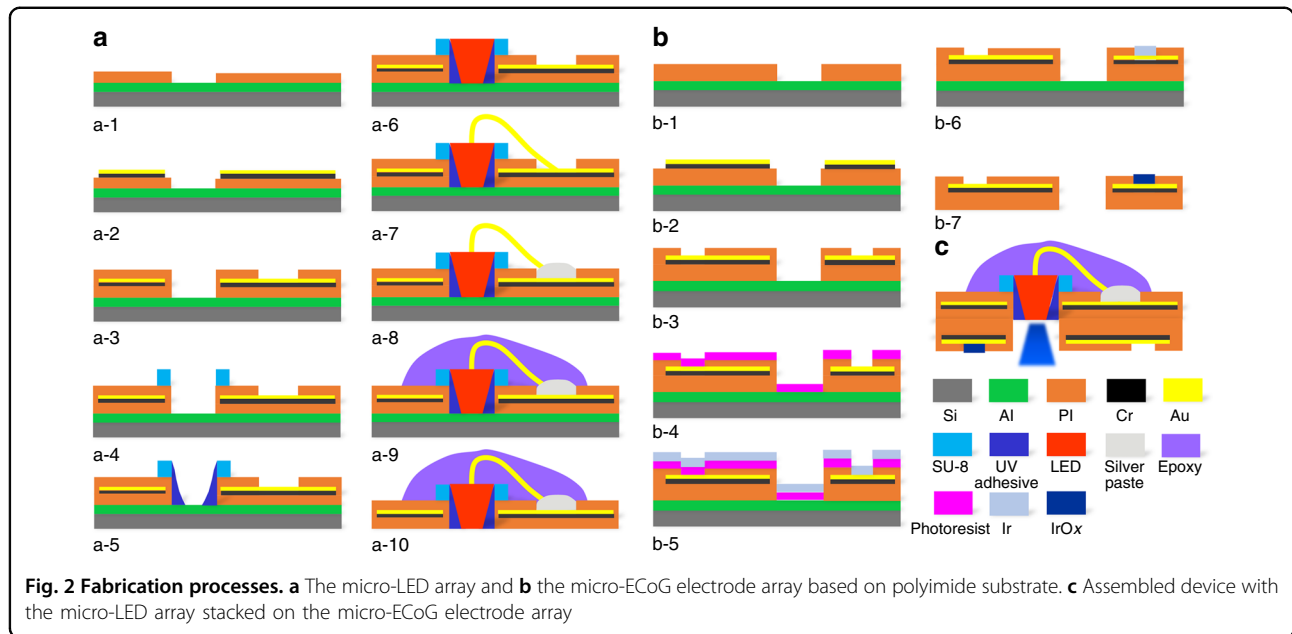 a
a-1
a-2
a-3
a-4
a-5
a-6
a-7
a-8
a-9
a-10
b
b-1
b-2
b-3
b-4
b-5
b-6
b-7
c
Si Al PI Cr Au
SU-8 UV adhesive LED Silver paste Epoxy
Photoresist Ir IrOx
Fig. 2 Fabrication processes. a The micro-LED array and b the micro-ECoG electrode array based on polyimide substrate. c Assembled device with
the micro-LED array stacked on the micro-ECoG electrode array